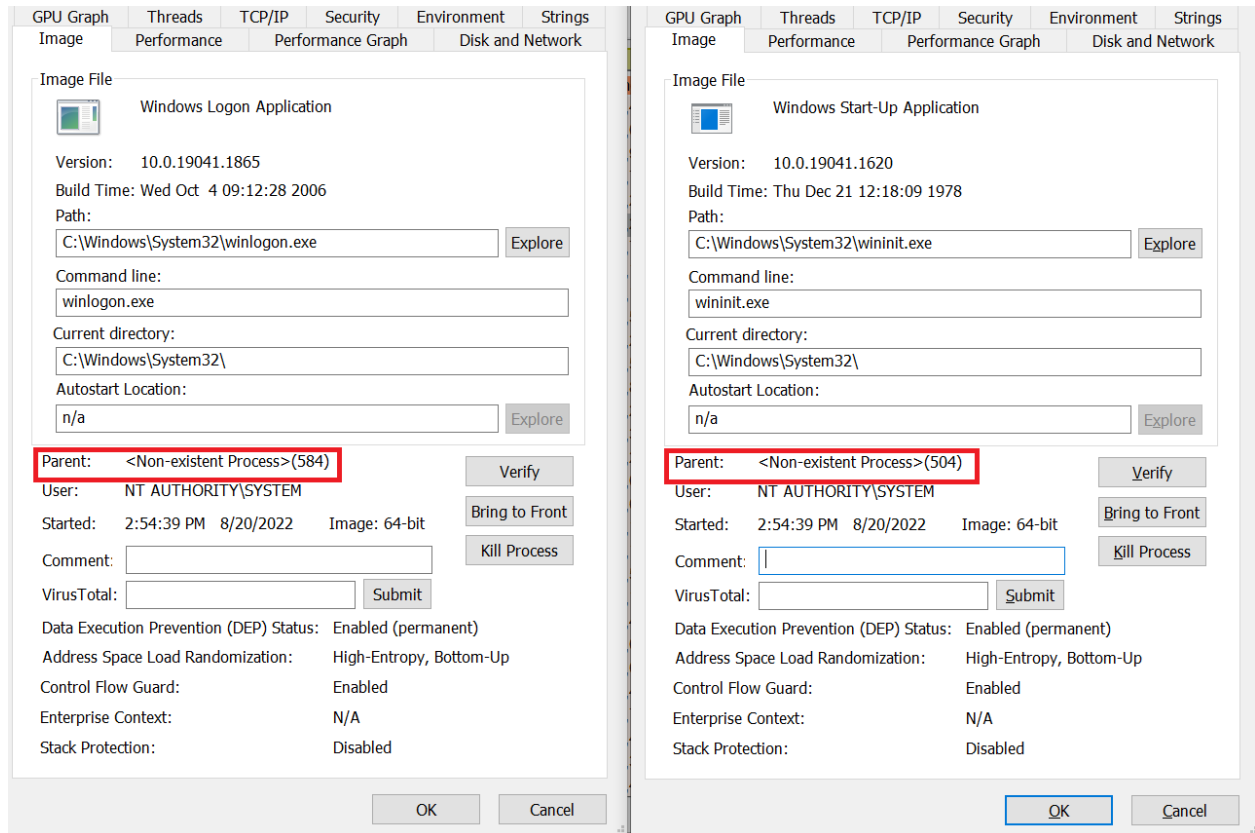 GPU Graph Threads TCP/IP Security Environment Strings
Image Performance Performance Graph Disk and Network
Image File
Windows Logon Application
Version: 10.0.19041.1865
Build Time: Wed Oct 4 09:12:28 2006
Path:
C:\Windows\System32\winlogon.exe Explore
Command line:
winlogon.exe
Current directory:
C:\Windows\System32\
Autostart Location:
n/a Explore
Parent: <Non-existent Process>(584)
Verify
User: NT AUTHORITY\SYSTEM
Bring to Front
Started: 2:54:39 PM 8/20/2022 Image: 64-bit
Kill Process
Comment:
VirusTotal: Submit
Data Execution Prevention (DEP) Status: Enabled (permanent)
Address Space Load Randomization: High-Entropy, Bottom-Up
Control Flow Guard: Enabled
Enterprise Context: N/A
Stack Protection: Disabled
OK Cancel
GPU Graph Threads TCP/IP Security Environment Strings
Image Performance Performance Graph Disk and Network
Image File
Windows Start-Up Application
Version: 10.0.19041.1620
Build Time: Thu Dec 21 12:18:09 1978
Path:
C:\Windows\System32\wininit.exe Explore
Command line:
wininit.exe
Current directory:
C:\Windows\System32\
Autostart Location:
n/a Explore
Parent: <Non-existent Process>(504)
Verify
User: NT AUTHORITY\SYSTEM
Bring to Front
Started: 2:54:39 PM 8/20/2022 Image: 64-bit
Kill Process
Comment:
VirusTotal: Submit
Data Execution Prevention (DEP) Status: Enabled (permanent)
Address Space Load Randomization: High-Entropy, Bottom-Up
Control Flow Guard: Enabled
Enterprise Context: N/A
Stack Protection: Disabled
OK Cancel